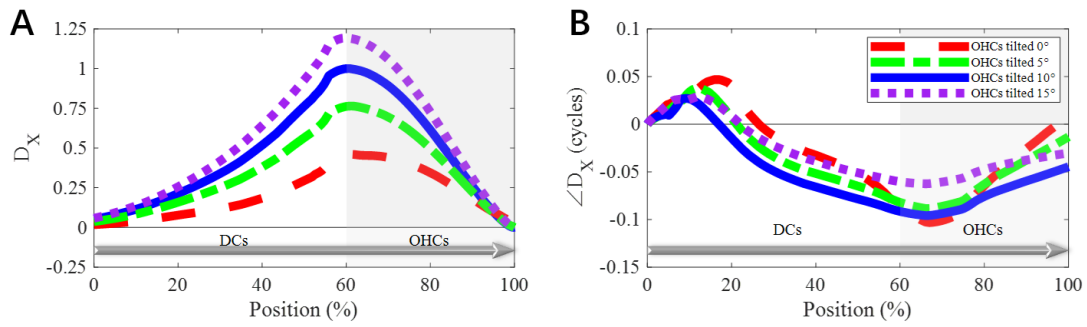 A
1.25
1
0.75
0.5
0.25
0
-0.25
D_X
DCs
OHCs
0 20 40 60 80 100
Position (%)
B
0.1
0.05
0
-0.05
-0.1
-0.15
∠D_X (cycles)
OHCs tilted 0°
OHCs tilted 5°
OHCs tilted 10°
OHCs tilted 15°
DCs
OHCs
0 20 40 60 80 100
Position (%)